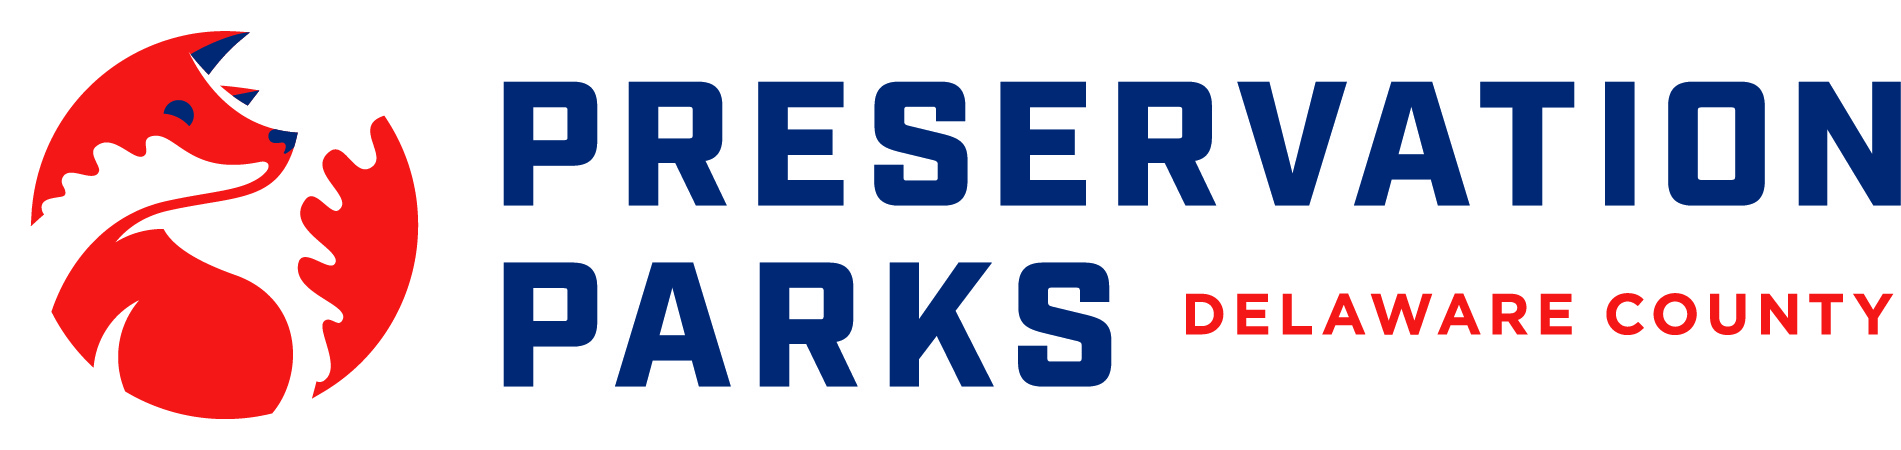 PRESERVATION
PARKS DELAWARE COUNTY